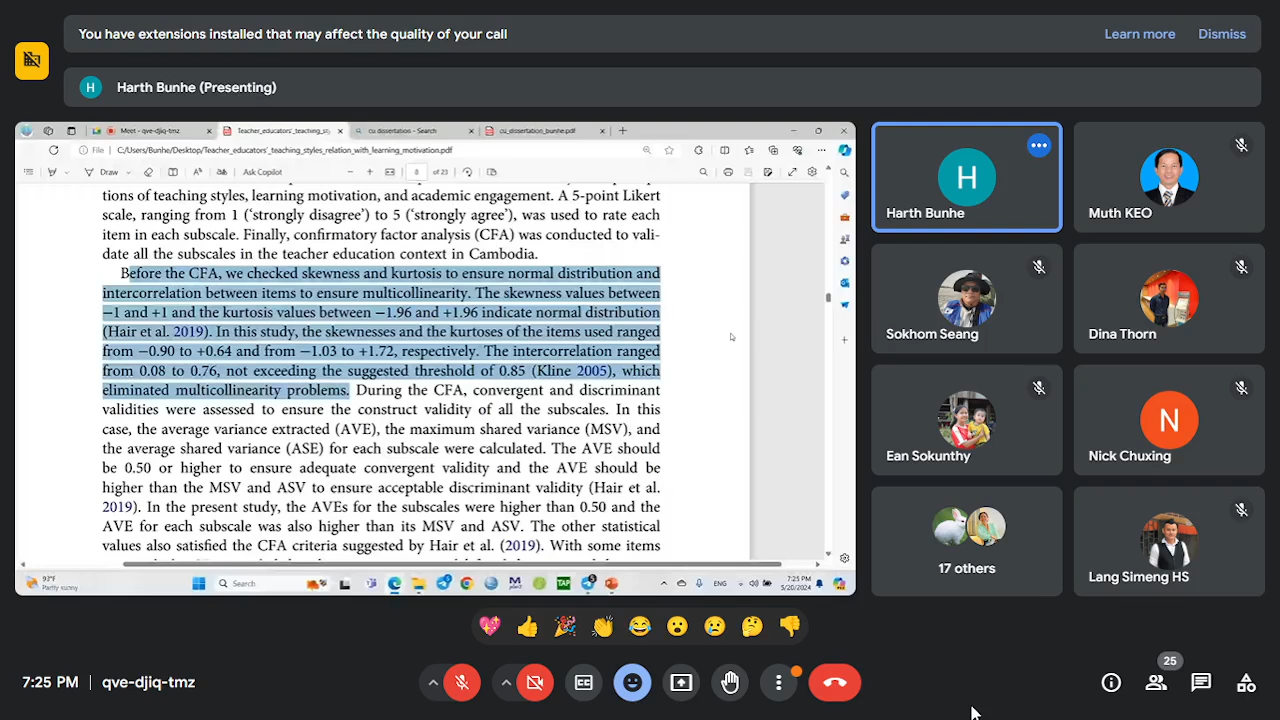 You have extensions installed that may affect the quality of your call
Learn more
Dismiss
H
Harth Bunhe (Presenting)
Meet - qve-djiq-tmz
Teacher_educators'_teaching_sty
cu dissertation - Search
cu_dissertation_bunhe.pdf
File
C:/Users/Bunhe/Desktop/Teacher_educators'_teaching_styles_relation_with_learning_motivation.pdf
Draw
Ask Copilot
8
of 23
tions of teaching styles, learning motivation, and academic engagement. A 5-point Likert
scale, ranging from 1 ('strongly disagree') to 5 ('strongly agree'), was used to rate each
item in each subscale. Finally, confirmatory factor analysis (CFA) was conducted to vali-
date all the subscales in the teacher education context in Cambodia.
Before the CFA, we checked skewness and kurtosis to ensure normal distribution and
intercorrelation between items to ensure multicollinearity. The skewness values between
−1 and +1 and the kurtosis values between −1.96 and +1.96 indicate normal distribution
(Hair et al. 2019). In this study, the skewnesses and the kurtoses of the items used ranged
from −0.90 to +0.64 and from −1.03 to +1.72, respectively. The intercorrelation ranged
from 0.08 to 0.76, not exceeding the suggested threshold of 0.85 (Kline 2005), which
eliminated multicollinearity problems. During the CFA, convergent and discriminant
validities were assessed to ensure the construct validity of all the subscales. In this
case, the average variance extracted (AVE), the maximum shared variance (MSV), and
the average shared variance (ASE) for each subscale were calculated. The AVE should
be 0.50 or higher to ensure adequate convergent validity and the AVE should be
higher than the MSV and ASV to ensure acceptable discriminant validity (Hair et al.
2019). In the present study, the AVEs for the subscales were higher than 0.50 and the
AVE for each subscale was also higher than its MSV and ASV. The other statistical
values also satisfied the CFA criteria suggested by Hair et al. (2019). With some items
93°F
Partly sunny
Search
TAP
ENG
7:25 PM
5/20/2024
H
Harth Bunhe
Muth KEO
Sokhom Seang
Dina Thorn
Ean Sokunthy
N
Nick Chuxing
17 others
Lang Simeng HS
7:25 PM
qve-djiq-tmz
25